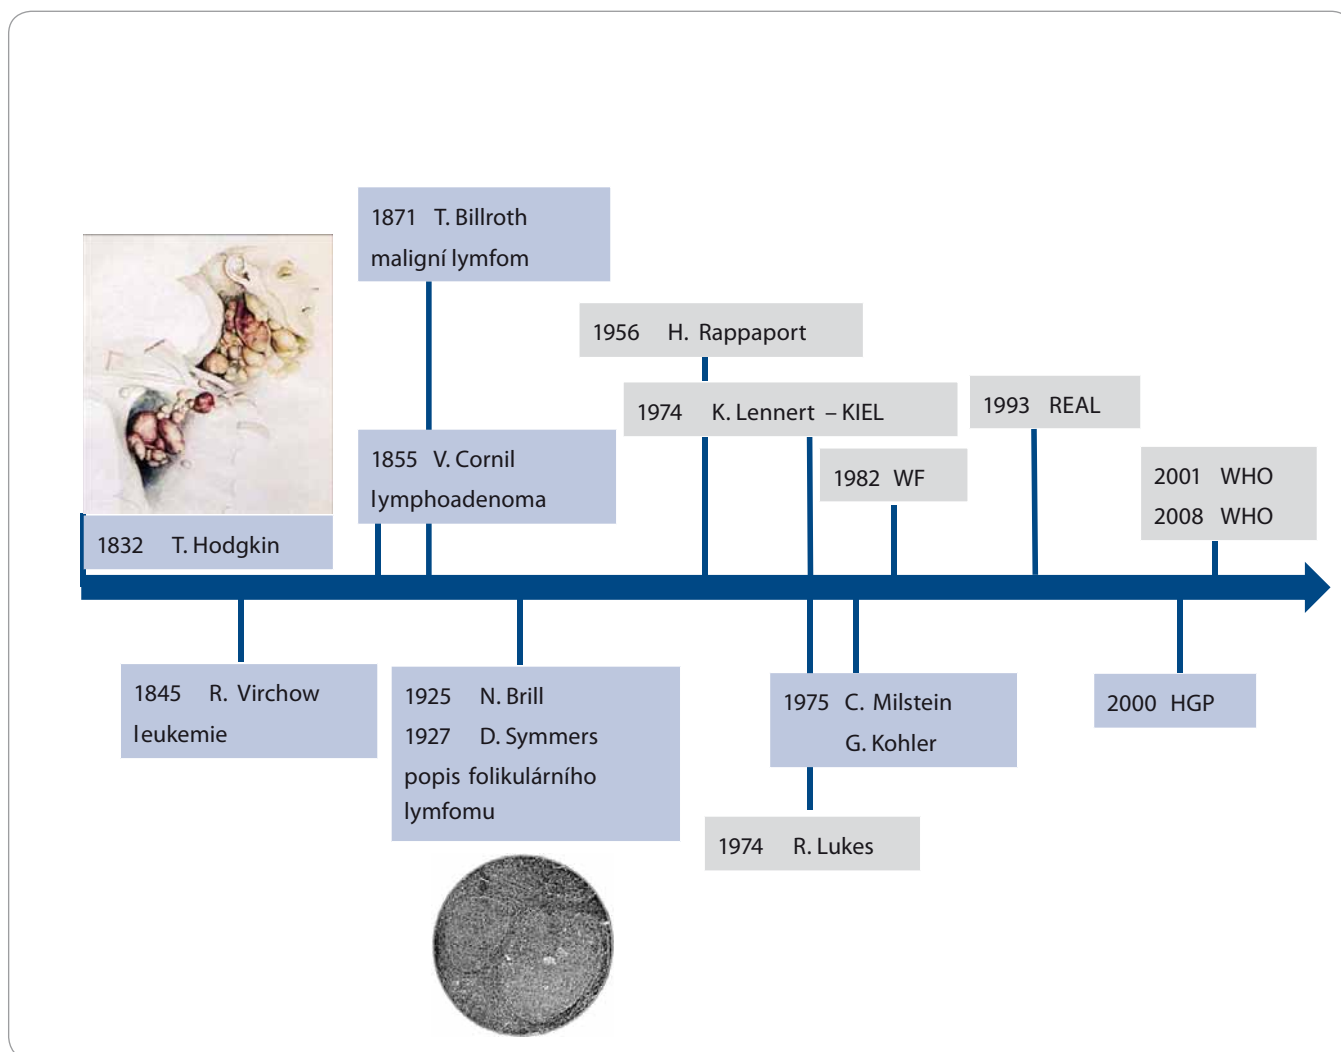 1871 T. Billroth
maligní lymfom
1956 H. Rappaport
1974 K. Lennert – KIEL
1993 REAL
1855 V. Cornil
lymphoadenoma
1982 WF
2001 WHO
2008 WHO
1832 T. Hodgkin
1845 R. Virchow
leukemie
1925 N. Brill
1927 D. Symmers
popis folikulárního
lymfomu
1975 C. Milstein
G. Kohler
2000 HGP
1974 R. Lukes